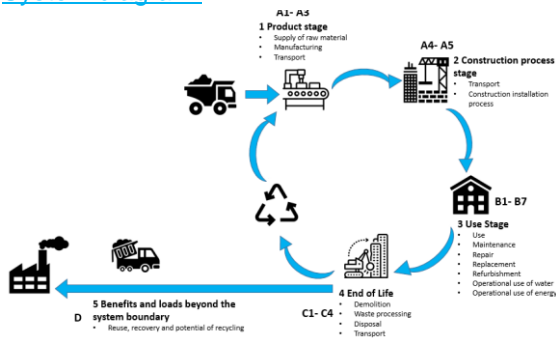 A1- A3
1 Product stage
• Supply of raw material
• Manufacturing
• Transport
A4- A5
2 Construction process
stage
• Transport
• Construction installation
process
B1- B7
3 Use Stage
• Use
• Maintenance
• Repair
• Replacement
• Refurbishment
• Operational use of water
• Operational use of energy
4 End of Life
C1- C4
• Demolition
• Waste processing
• Disposal
• Transport
5 Benefits and loads beyond the
D system boundary
• Reuse, recovery and potential of recycling